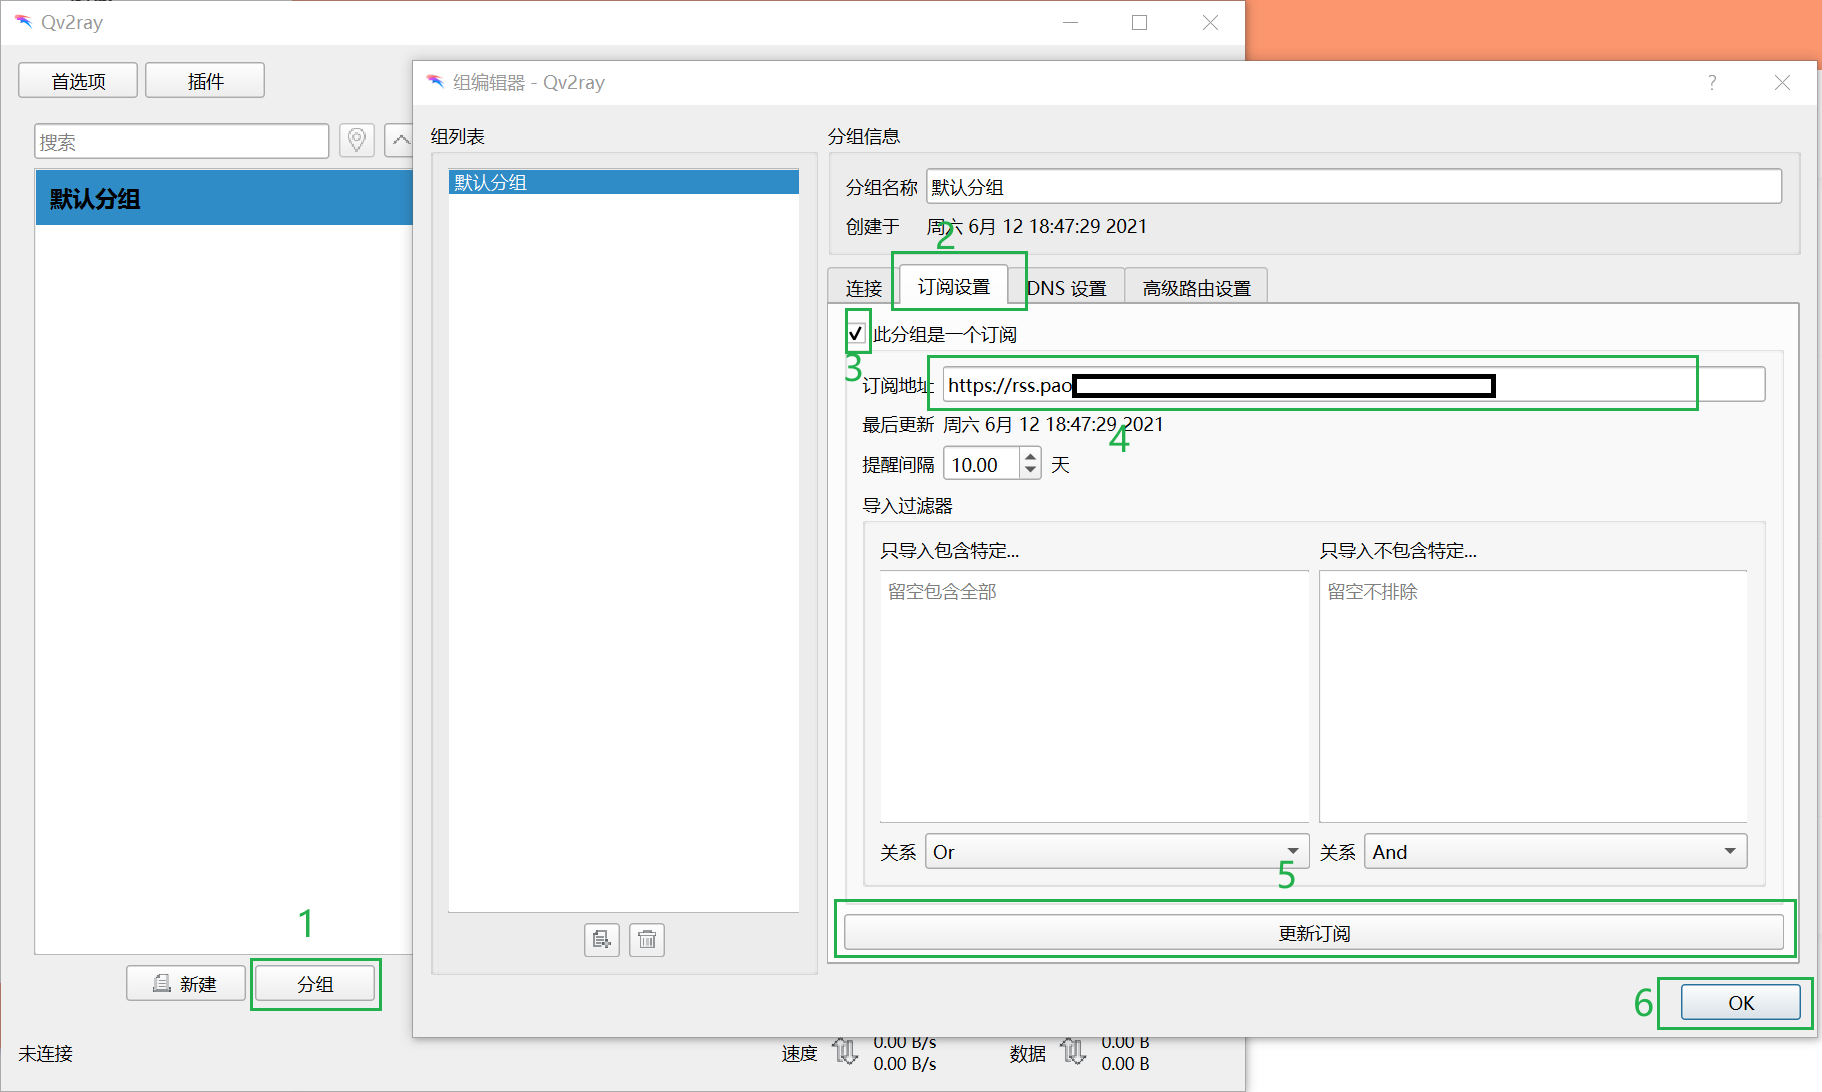 Qv2ray
首选项
插件
搜索
默认分组
1
新建
分组
未连接
速度
0.00 B/s
0.00 B/s
数据
0.00 B
0.00 B
组编辑器 - Qv2ray
?
组列表
默认分组
分组信息
分组名称
默认分组
创建于
周六 6月 12 18:47:29 2021
2
连接
订阅设置
DNS 设置
高级路由设置
此分组是一个订阅
3
订阅地址
https://rss.pao
最后更新
周六 6月 12 18:47:29 2021
4
提醒间隔
10.00
天
导入过滤器
只导入包含特定...
只导入不包含特定...
留空包含全部
留空不排除
关系
Or
关系
And
5
更新订阅
6
OK